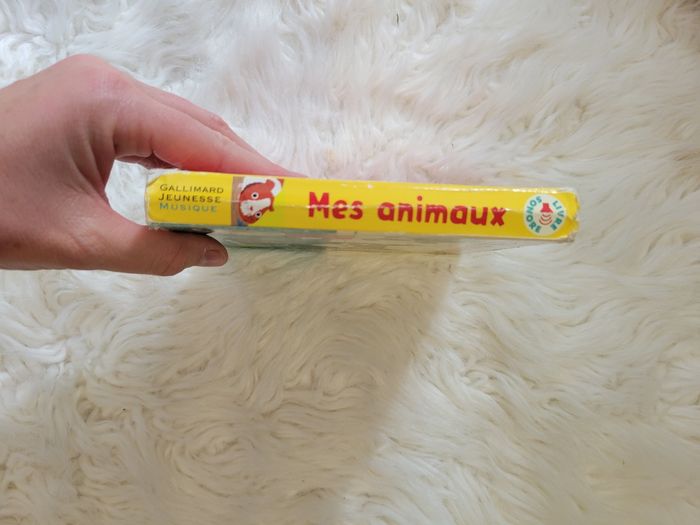 GALLIMARD
JEUNESSE
MUSIQUE
Mes animaux
LIVRE
SONORE